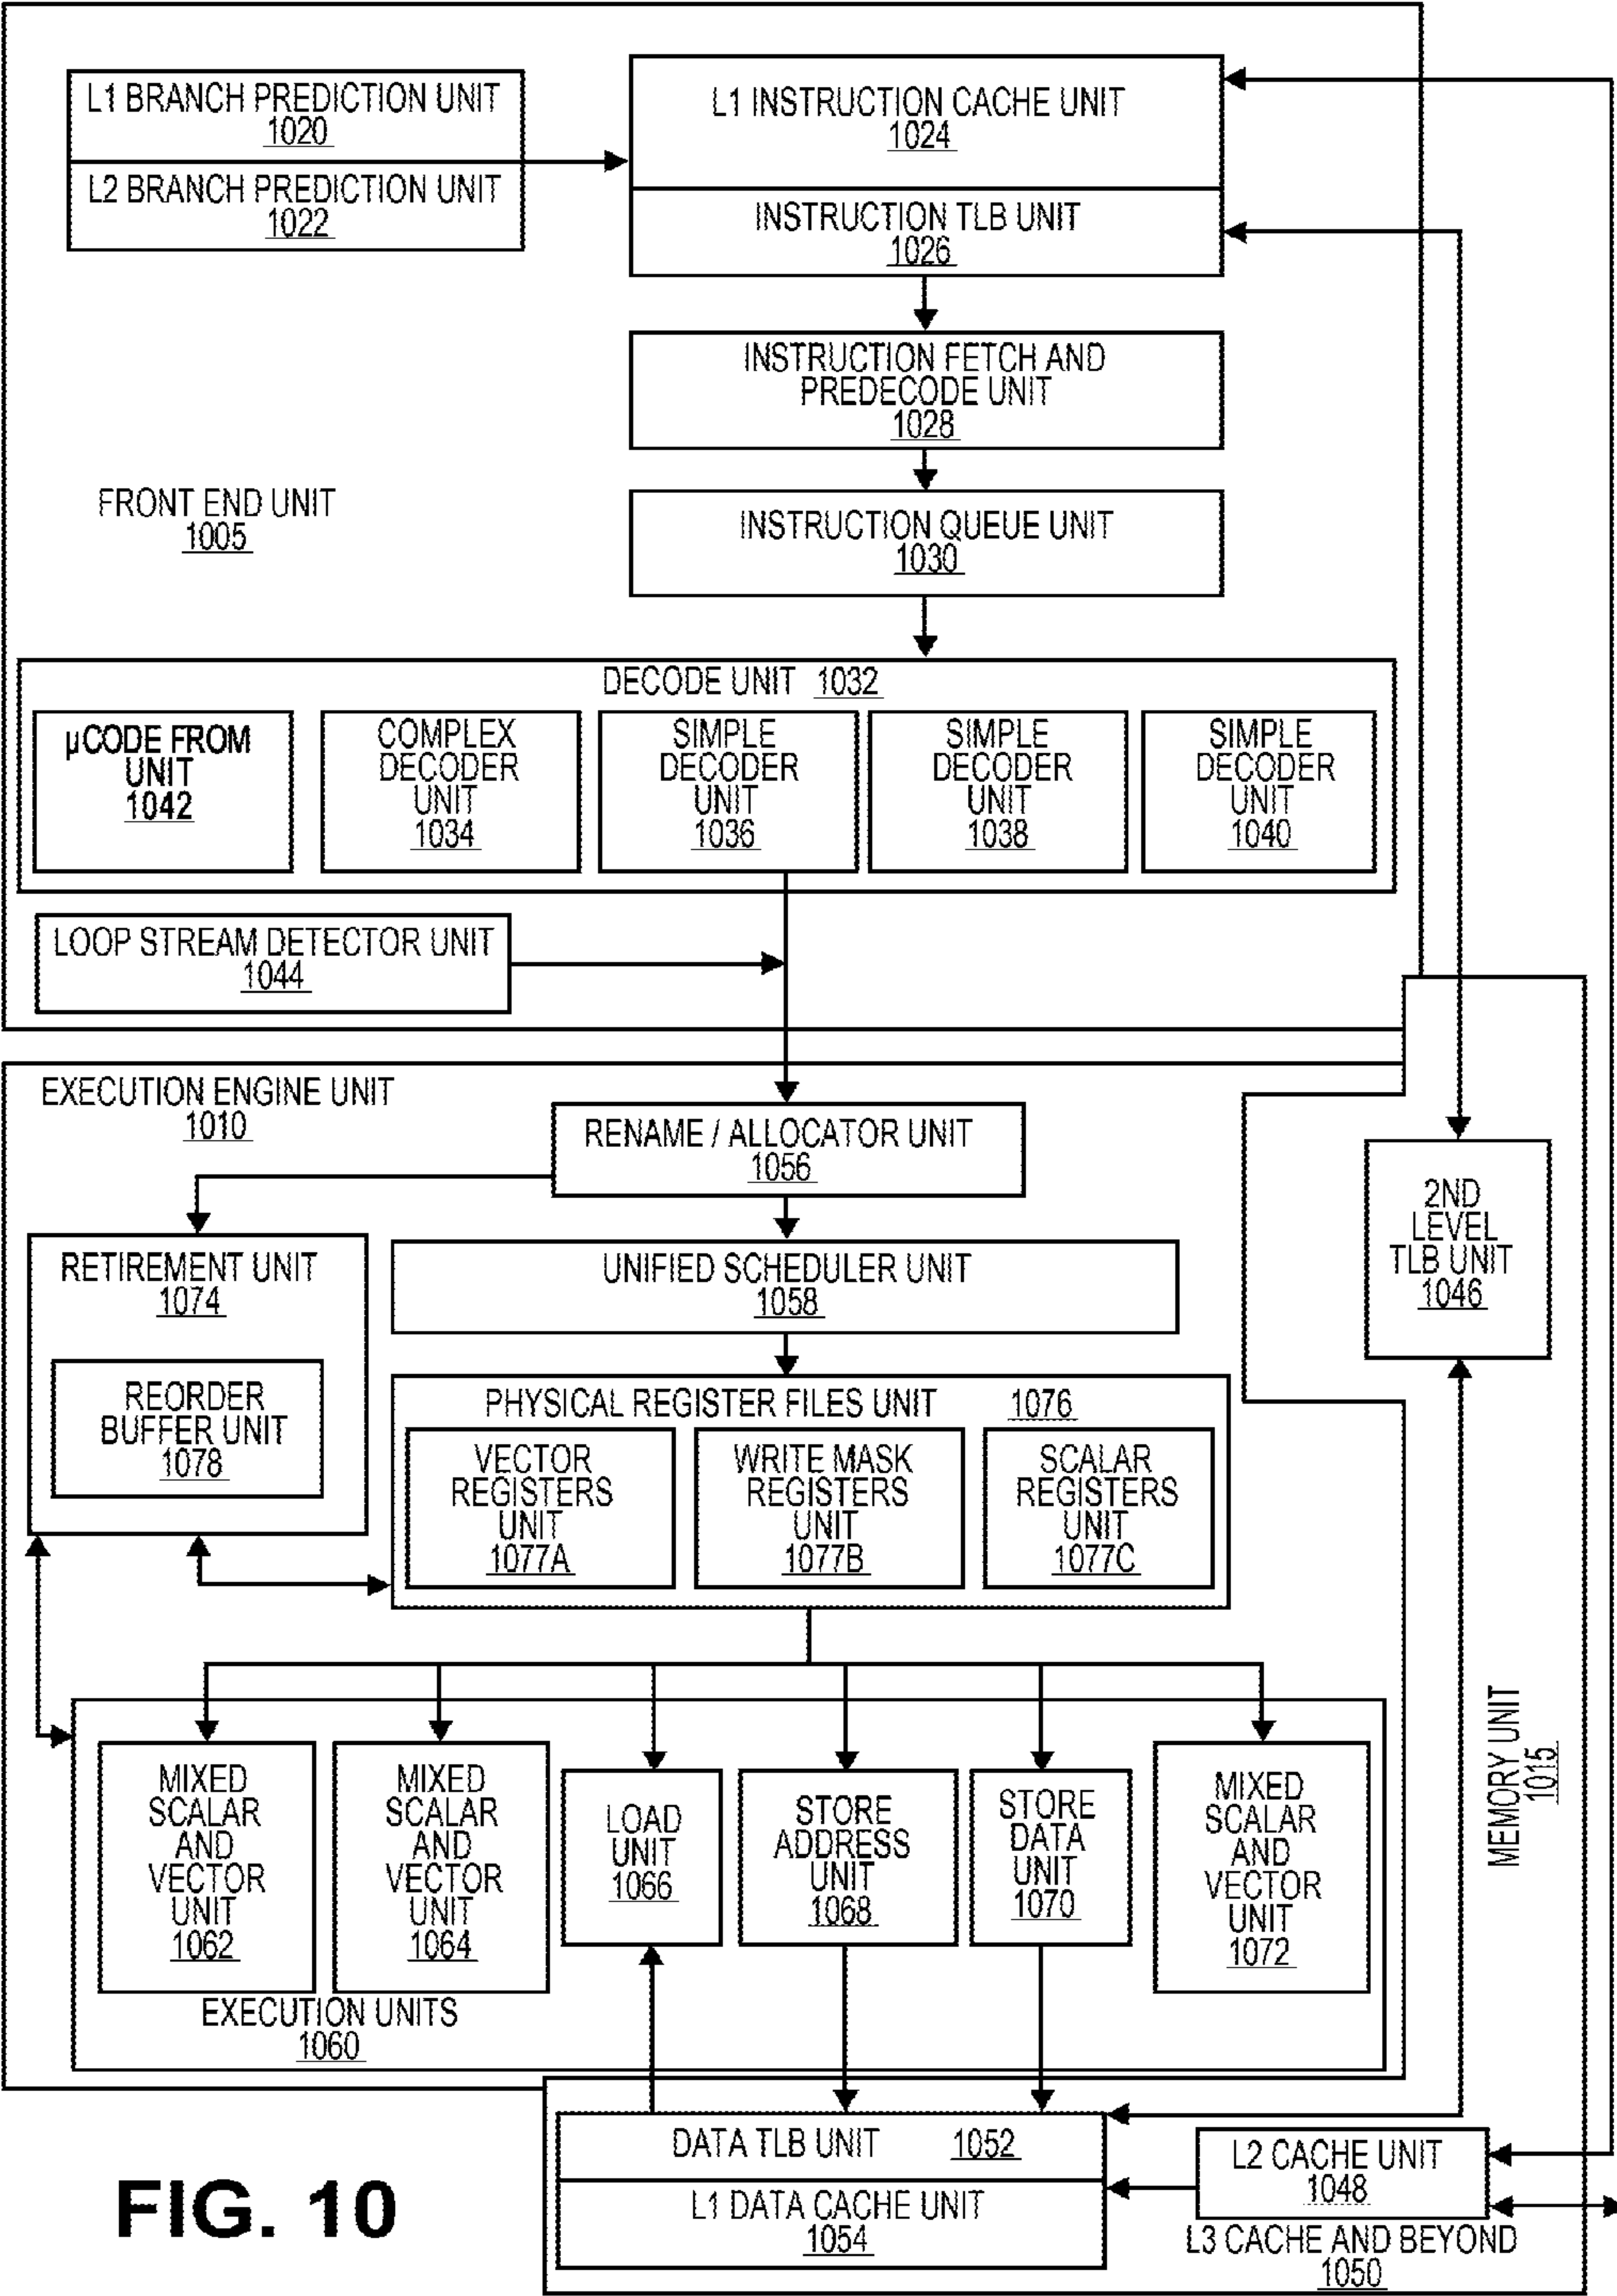 L1 BRANCH PREDICTION UNIT
1020
L2 BRANCH PREDICTION UNIT
1022
L1 INSTRUCTION CACHE UNIT
1024
INSTRUCTION TLB UNIT
1026
INSTRUCTION FETCH AND
PREDECODE UNIT
1028
FRONT END UNIT
1005
INSTRUCTION QUEUE UNIT
1030
DECODE UNIT 1032
µCODE FROM
UNIT
1042
COMPLEX
DECODER
UNIT
1034
SIMPLE
DECODER
UNIT
1036
SIMPLE
DECODER
UNIT
1038
SIMPLE
DECODER
UNIT
1040
LOOP STREAM DETECTOR UNIT
1044
EXECUTION ENGINE UNIT
1010
RENAME / ALLOCATOR UNIT
1056
2ND
LEVEL
TLB UNIT
1046
RETIREMENT UNIT
1074
UNIFIED SCHEDULER UNIT
1058
REORDER
BUFFER UNIT
1078
PHYSICAL REGISTER FILES UNIT 1076
VECTOR
REGISTERS
UNIT
1077A
WRITE MASK
REGISTERS
UNIT
1077B
SCALAR
REGISTERS
UNIT
1077C
MEMORY UNIT
1015
MIXED
SCALAR
AND
VECTOR
UNIT
1062
MIXED
SCALAR
AND
VECTOR
UNIT
1064
LOAD
UNIT
1066
STORE
ADDRESS
UNIT
1068
STORE
DATA
UNIT
1070
MIXED
SCALAR
AND
VECTOR
UNIT
1072
EXECUTION UNITS
1060
DATA TLB UNIT 1052
L1 DATA CACHE UNIT
1054
L2 CACHE UNIT
1048
L3 CACHE AND BEYOND
1050
FIG. 10